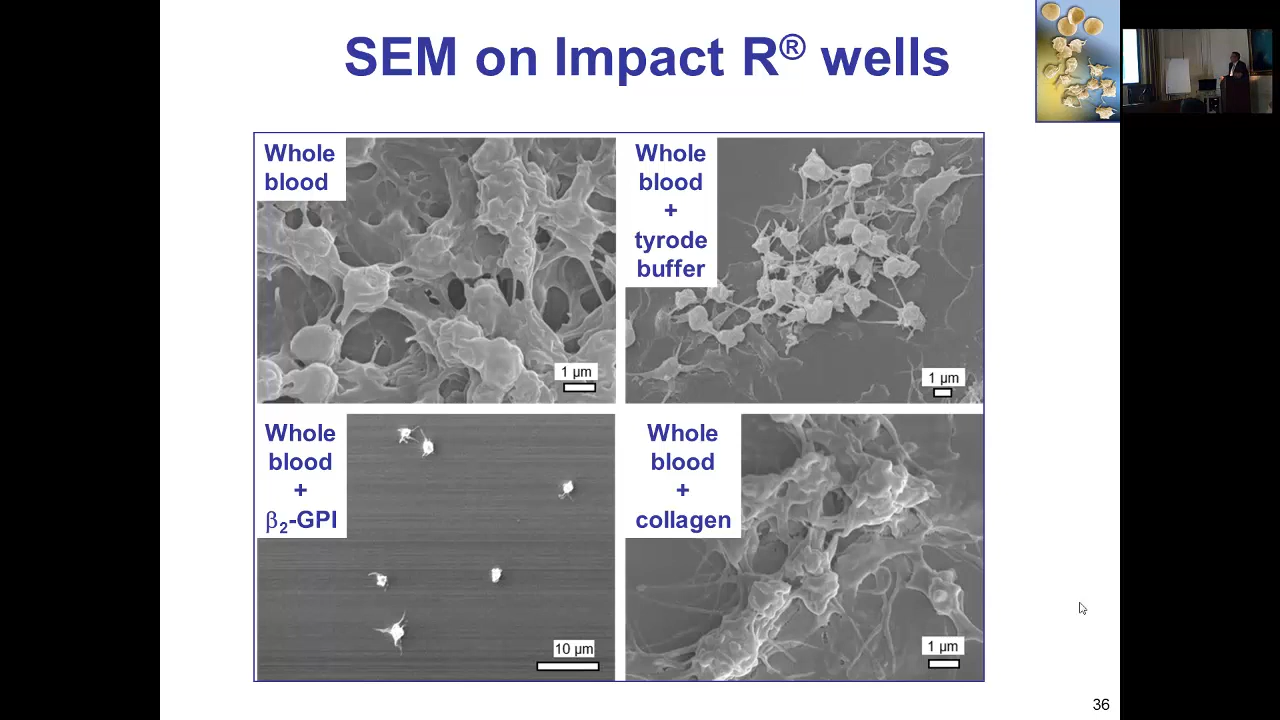 SEM on Impact R® wells
Whole
blood
1 µm
Whole
blood
+
tyrode
buffer
1 µm
Whole
blood
+
β₂-GPI
10 µm
Whole
blood
+
collagen
1 µm
36